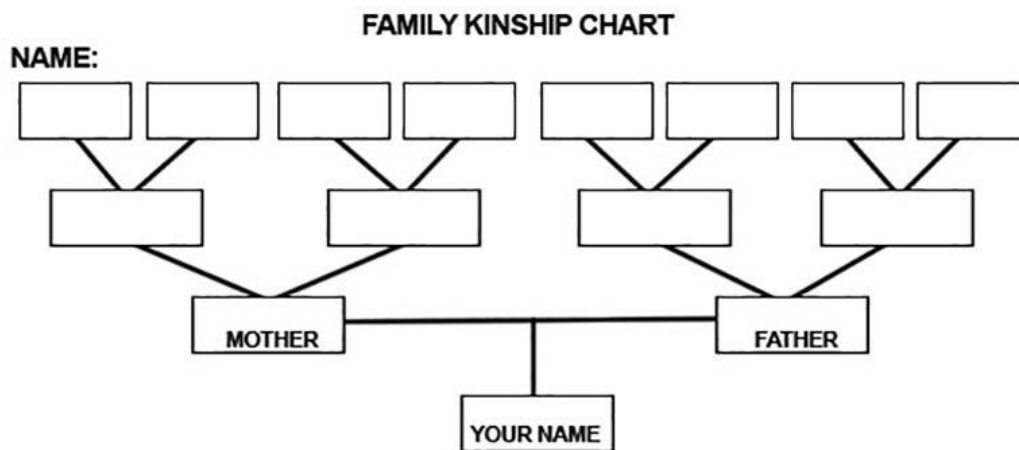 FAMILY KINSHIP CHART
NAME:
MOTHER
FATHER
YOUR NAME